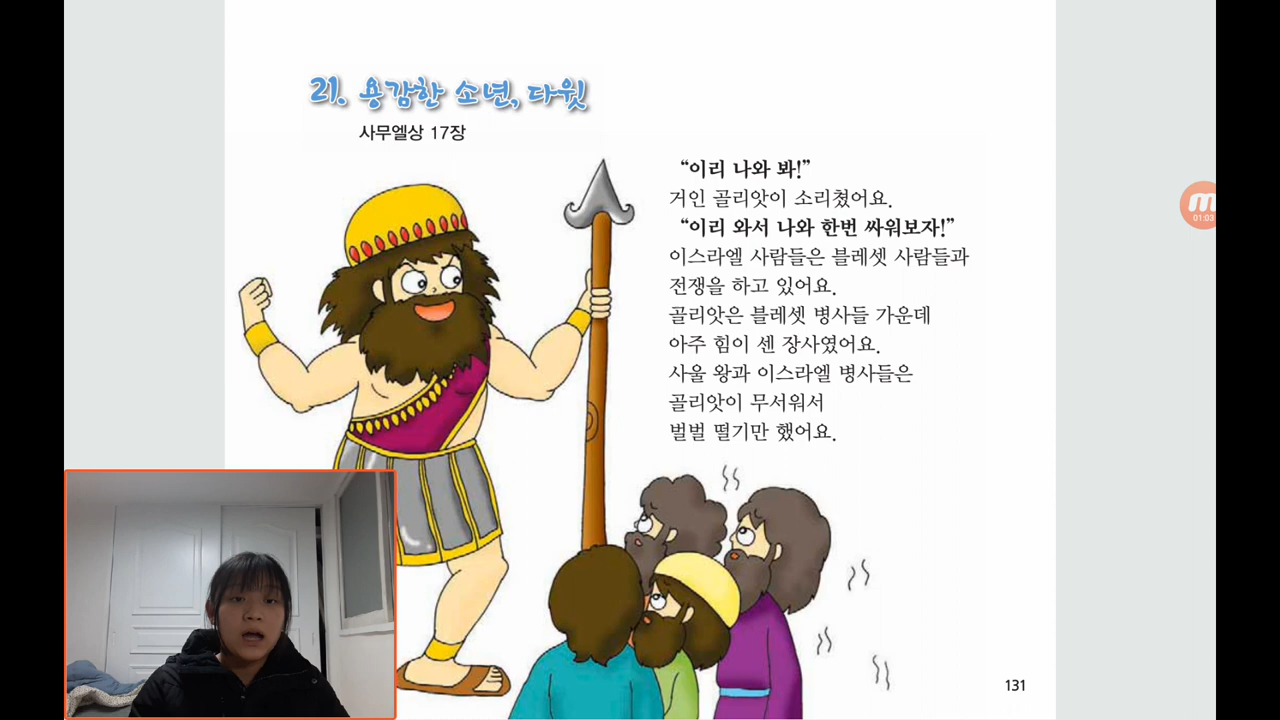 21. 용감한 소년, 다윗
사무엘상 17장
“이리 나와 봐!”
거인 골리앗이 소리쳤어요.
“이리 와서 나와 한번 싸워보자!”
이스라엘 사람들은 블레셋 사람들과
전쟁을 하고 있어요.
골리앗은 블레셋 병사들 가운데
아주 힘이 센 장사였어요.
사울 왕과 이스라엘 병사들은
골리앗이 무서워서
벌벌 떨기만 했어요.
131
m
01:03